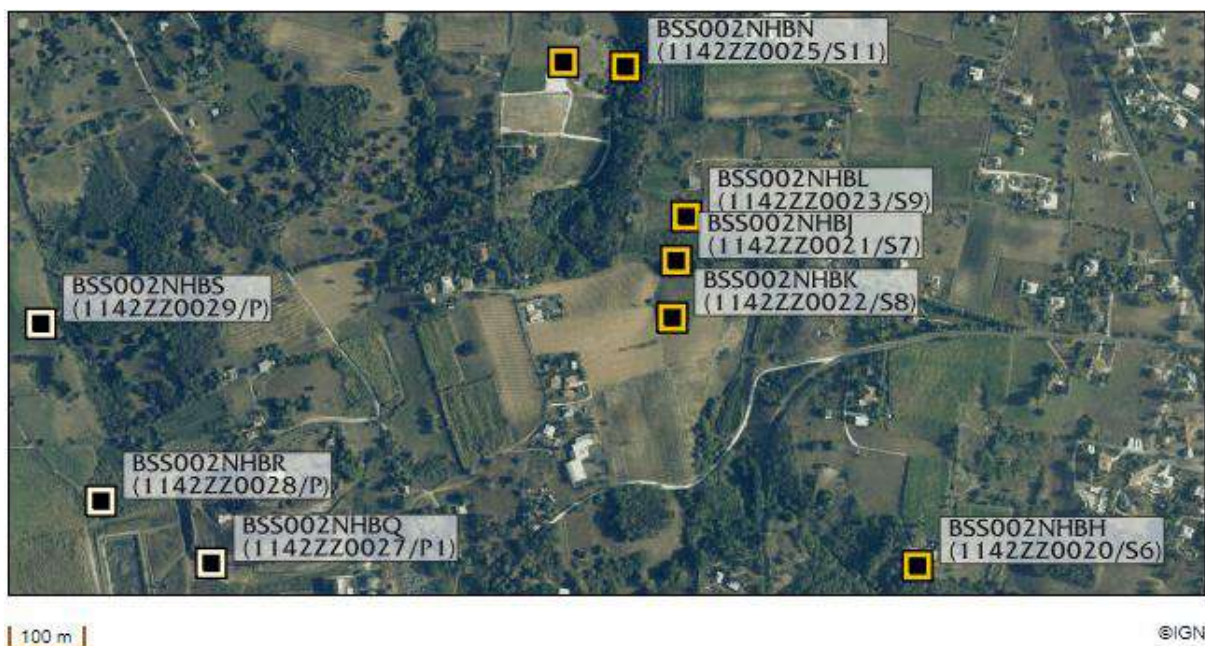 BSS002NHBN
(1142ZZ0025/S11)
BSS002NHBL
(1142ZZ0023/S9)
BSS002NHBJ
(1142ZZ0021/S7)
BSS002NHBK
(1142ZZ0022/S8)
BSS002NHBS
(1142ZZ0029/P)
BSS002NHBR
(1142ZZ0028/P)
BSS002NHBQ
(1142ZZ0027/P1)
BSS002NHBH
(1142ZZ0020/S6)
100 m
©IGN